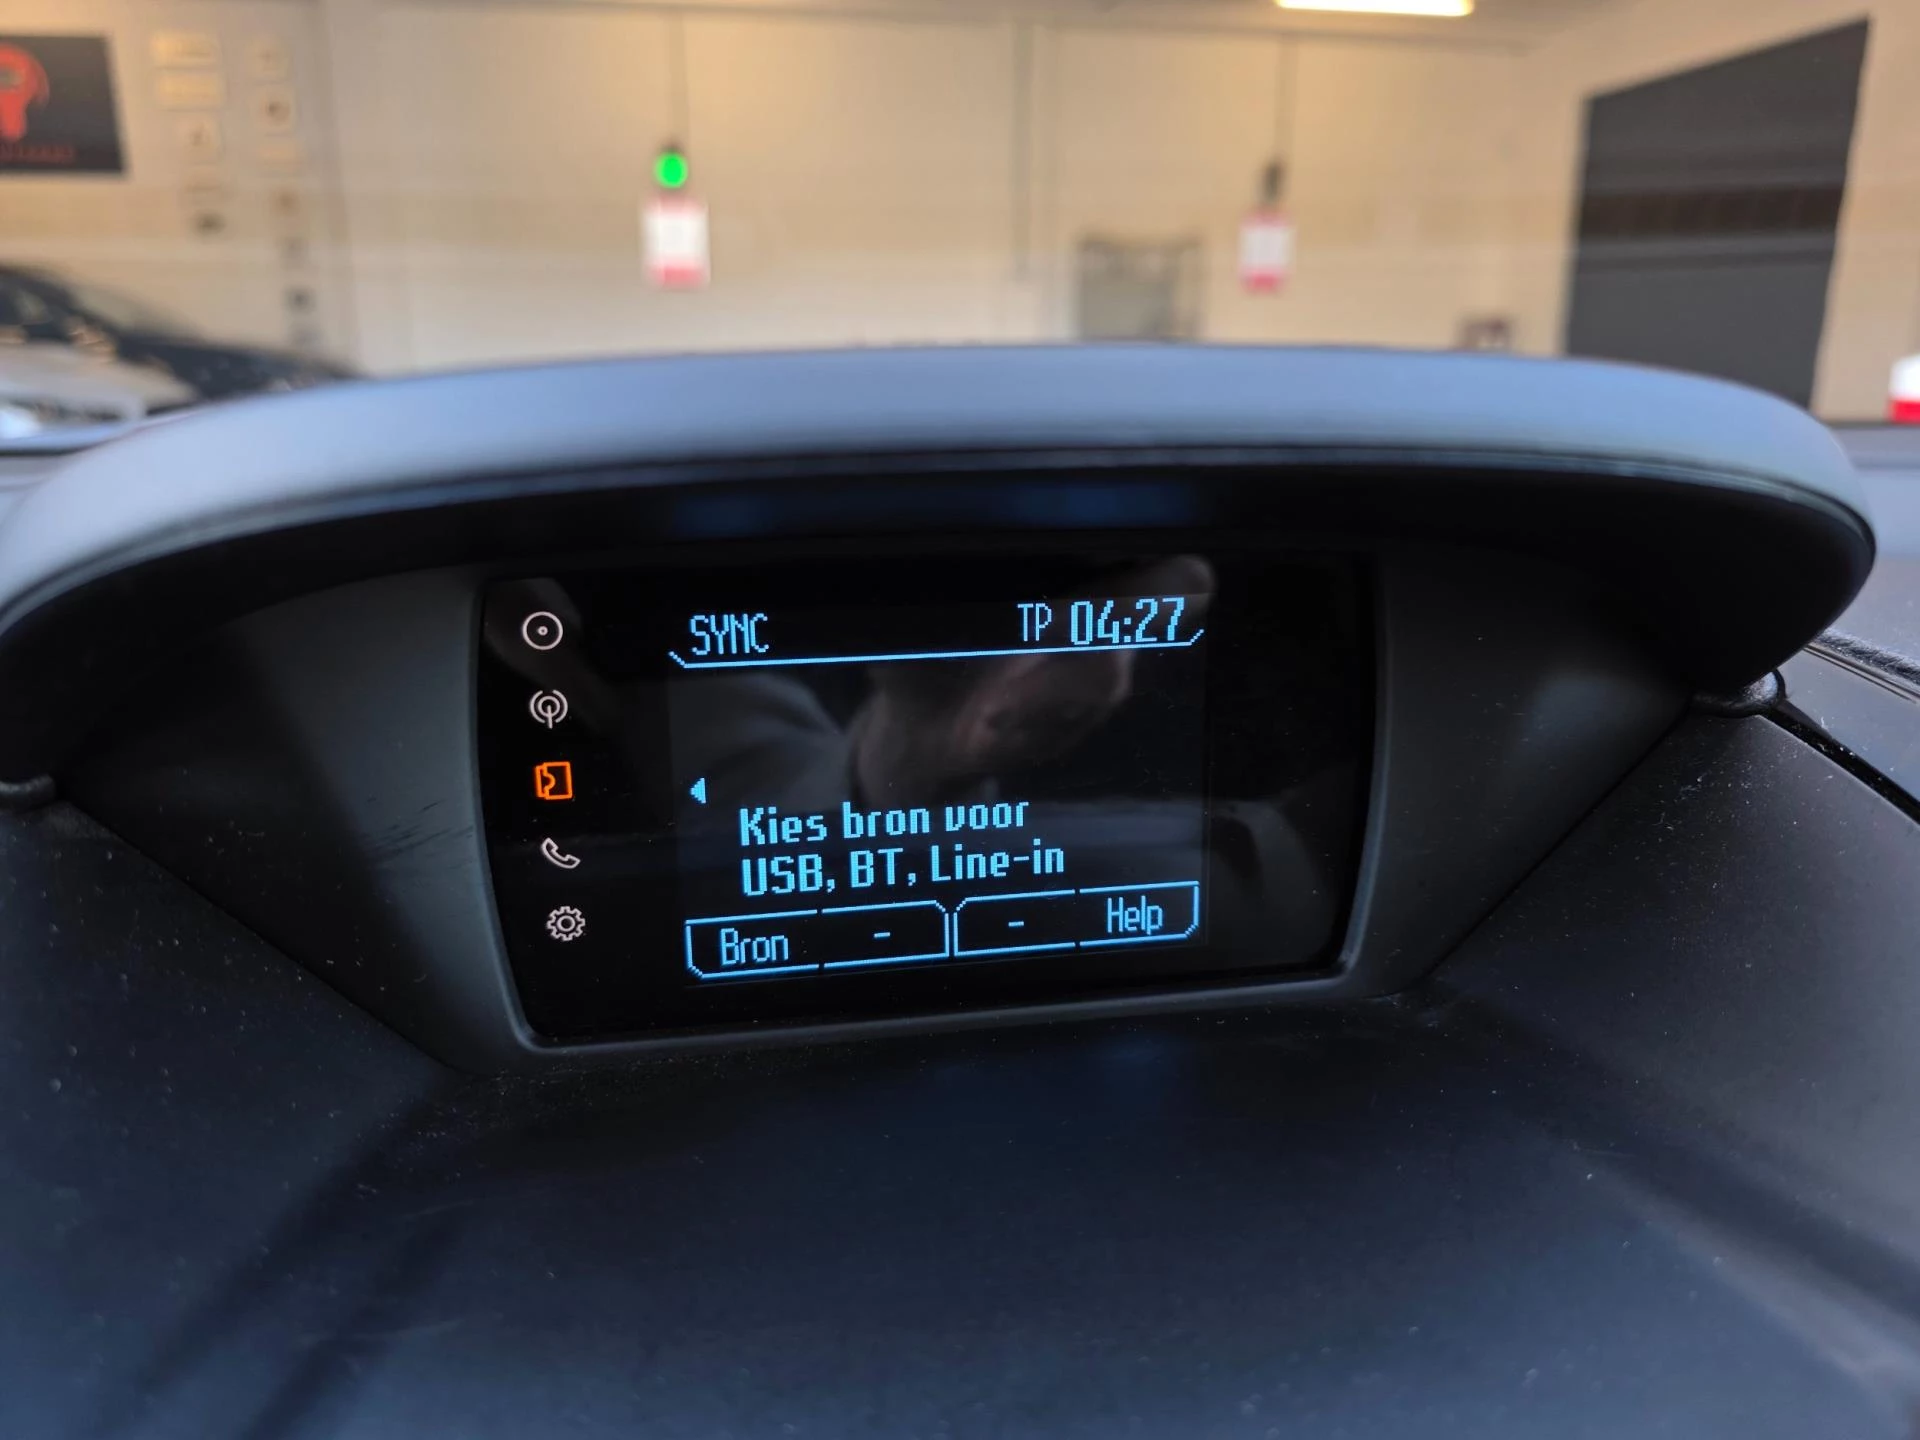 SYNC TP 04:27
Kies bron voor
USB, BT, Line-in
Bron - - Help